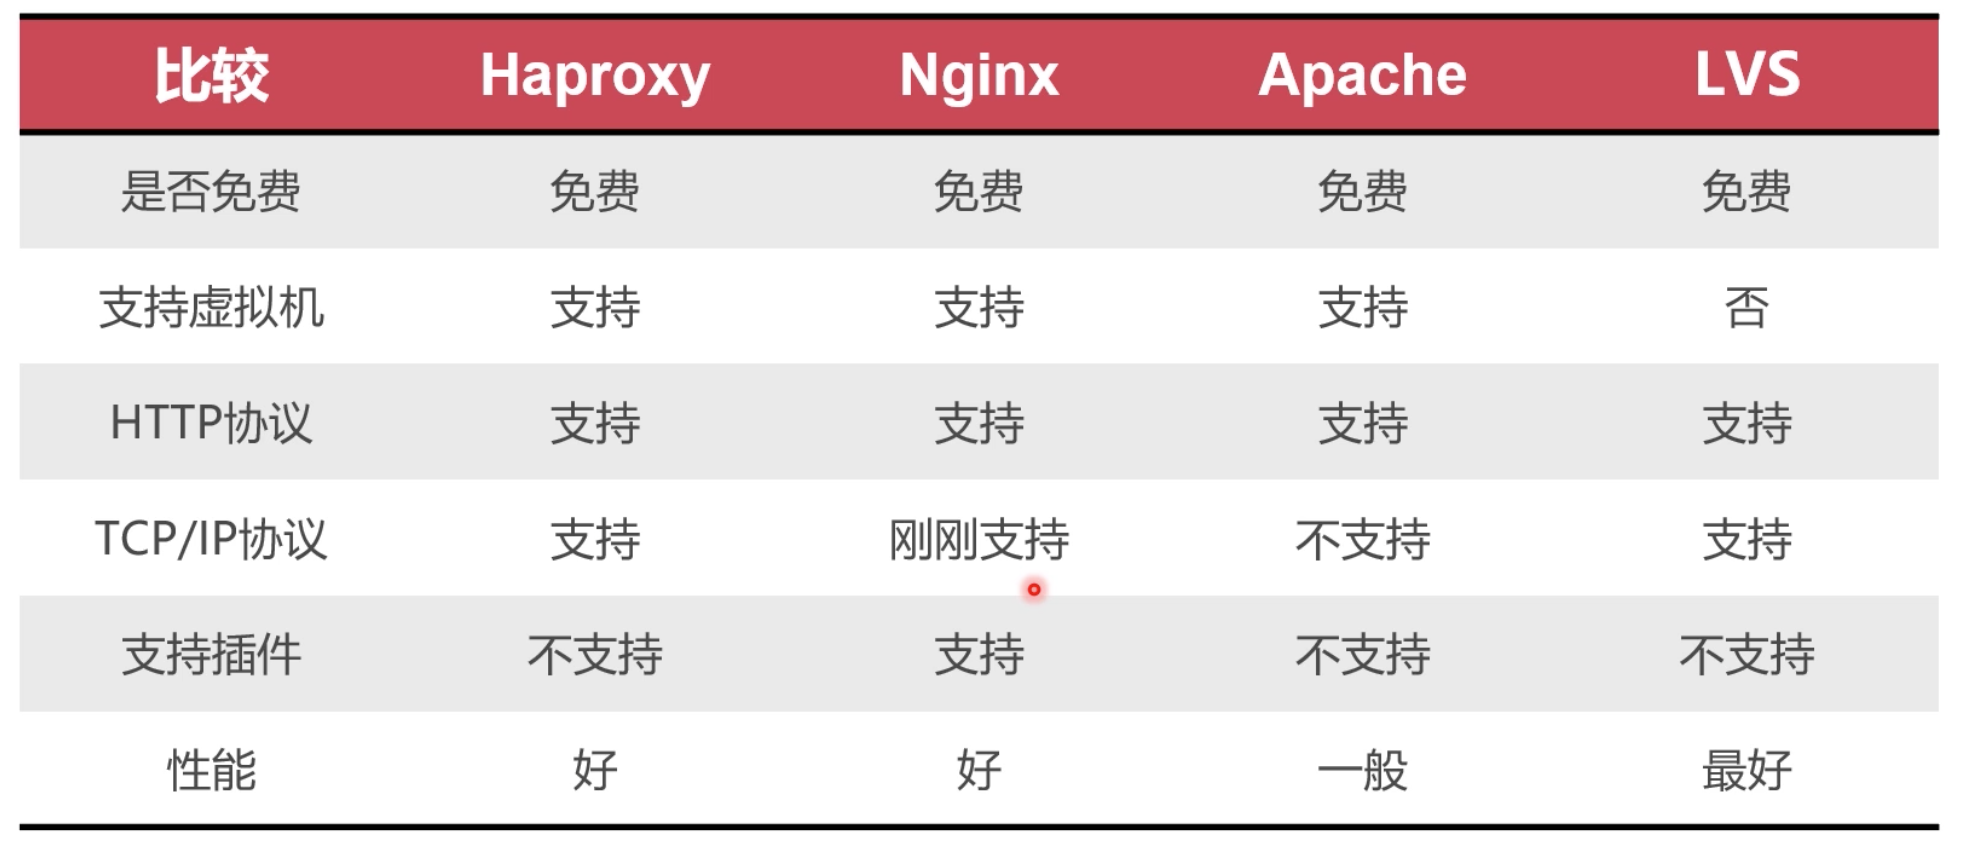 比较 Haproxy Nginx Apache LVS
是否免费 免费 免费 免费 免费
支持虚拟机 支持 支持 支持 否
HTTP协议 支持 支持 支持 支持
TCP/IP协议 支持 刚刚支持 不支持 支持
支持插件 不支持 支持 不支持 不支持
性能 好 好 一般 最好